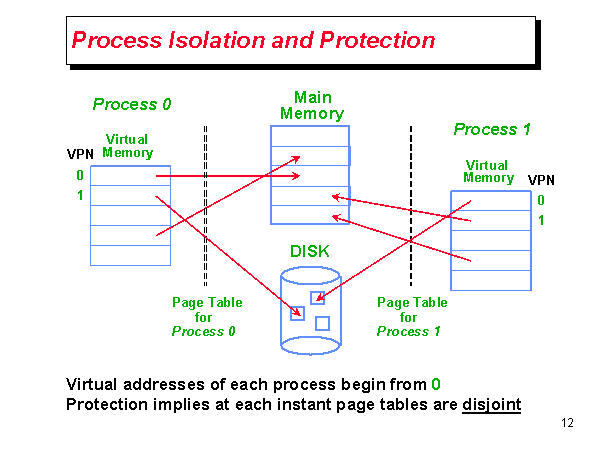 Process Isolation and Protection
Process 0
Main
Memory
Process 1
Virtual
VPN Memory
0
1
Virtual
Memory VPN
0
1
DISK
Page Table
for
Process 0
Page Table
for
Process 1
Virtual addresses of each process begin from 0
Protection implies at each instant page tables are disjoint
12